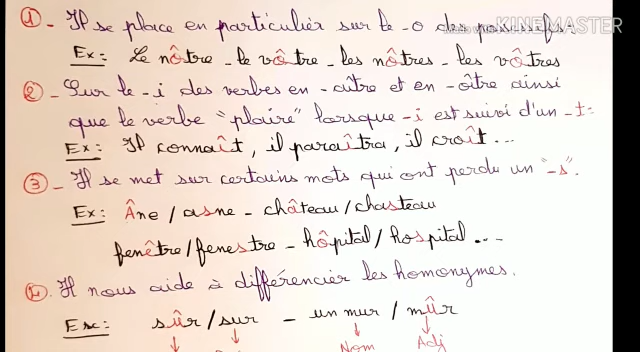 Made with KINEMASTER
① - Il se place en particulier sur le -o des possessifs.
Ex: Le nôtre - le vôtre - les nôtres - les vôtres
② - Sur le -i des verbes en -aître et en -oître ainsi
que le verbe "plaire" lorsque -i est suivi d'un -t:
Ex: Il connaît, il paraîtra, il croît...
③ - Il se met sur certains mots qui ont perdu un "-s".
Ex: Âne / asne - château / chasteau
fenêtre / fenestre - hôpital / hospital...
④. Il nous aide à différencier les homonymes.
Ex: sûr / sur - un mur / mûr
Nom Adj